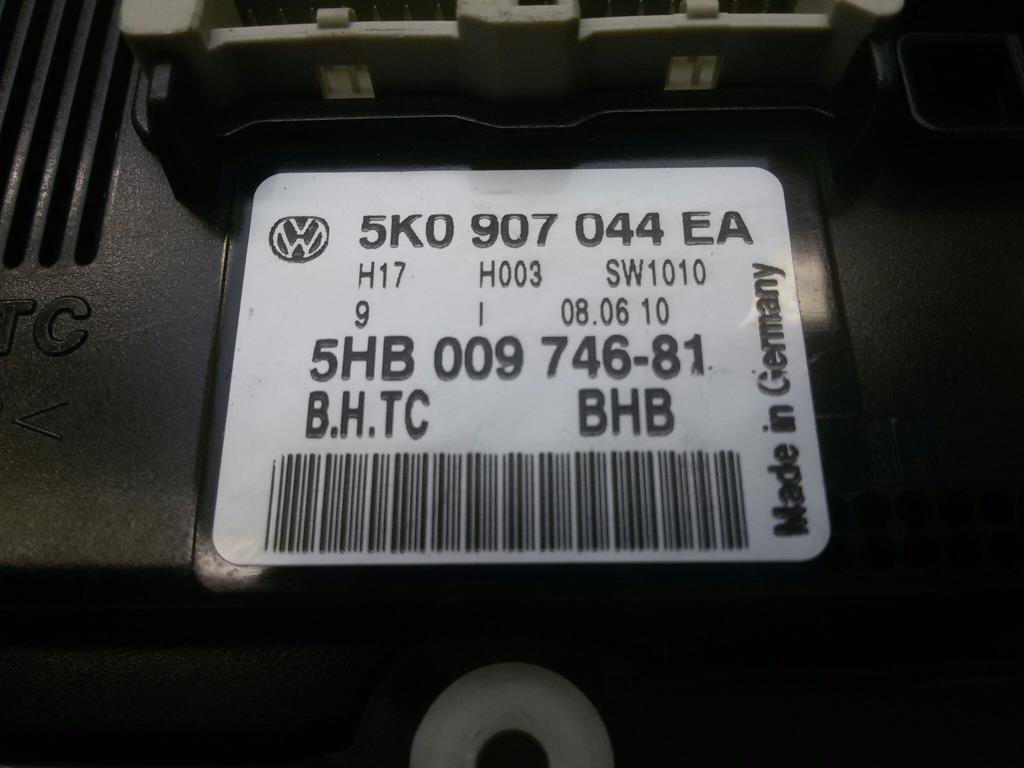 5K0 907 044 EA
H17 H003 SW1010
9 I 08.06 10
5HB 009 746-81
B.H.TC BHB
Made in Germany
TC
<